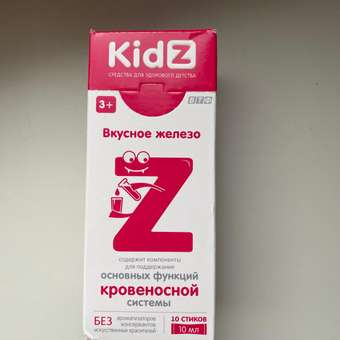 KidZ
СРЕДСТВА ДЛЯ ЗДОРОВОГО ДЕТСТВА
3+
ВТФ
Вкусное железо
Z
содержит компоненты
для поддержания
основных функций
кровеносной
системы
БЕЗ ароматизаторов
консервантов
искусственных красителей
10 СТИКОВ
10 мл